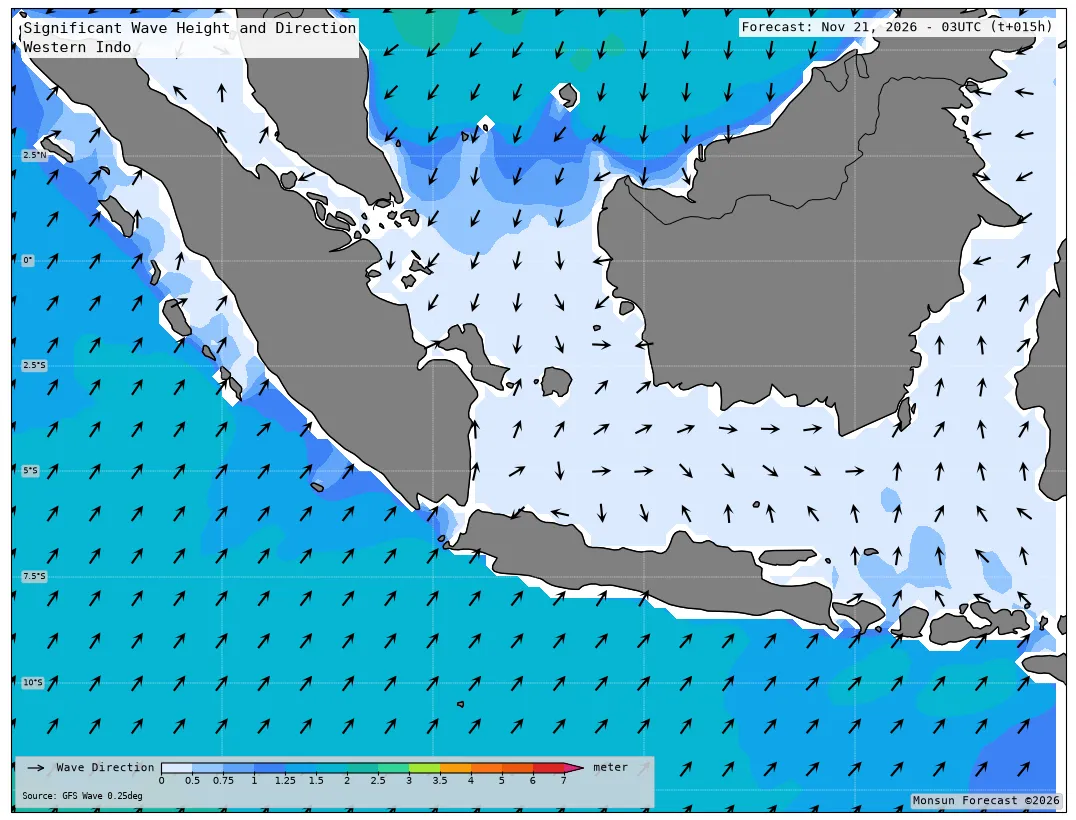 Significant Wave Height and Direction
Western Indo
Forecast: Nov 21, 2026 - 03UTC (t+015h)
2.5°N
0°
2.5°S
5°S
7.5°S
10°S
Wave Direction
0 0.5 0.75 1 1.25 1.5 2 2.5 3 3.5 4 5 6 7
meter
Source: GFS Wave 0.25deg
Monsun Forecast ©2026